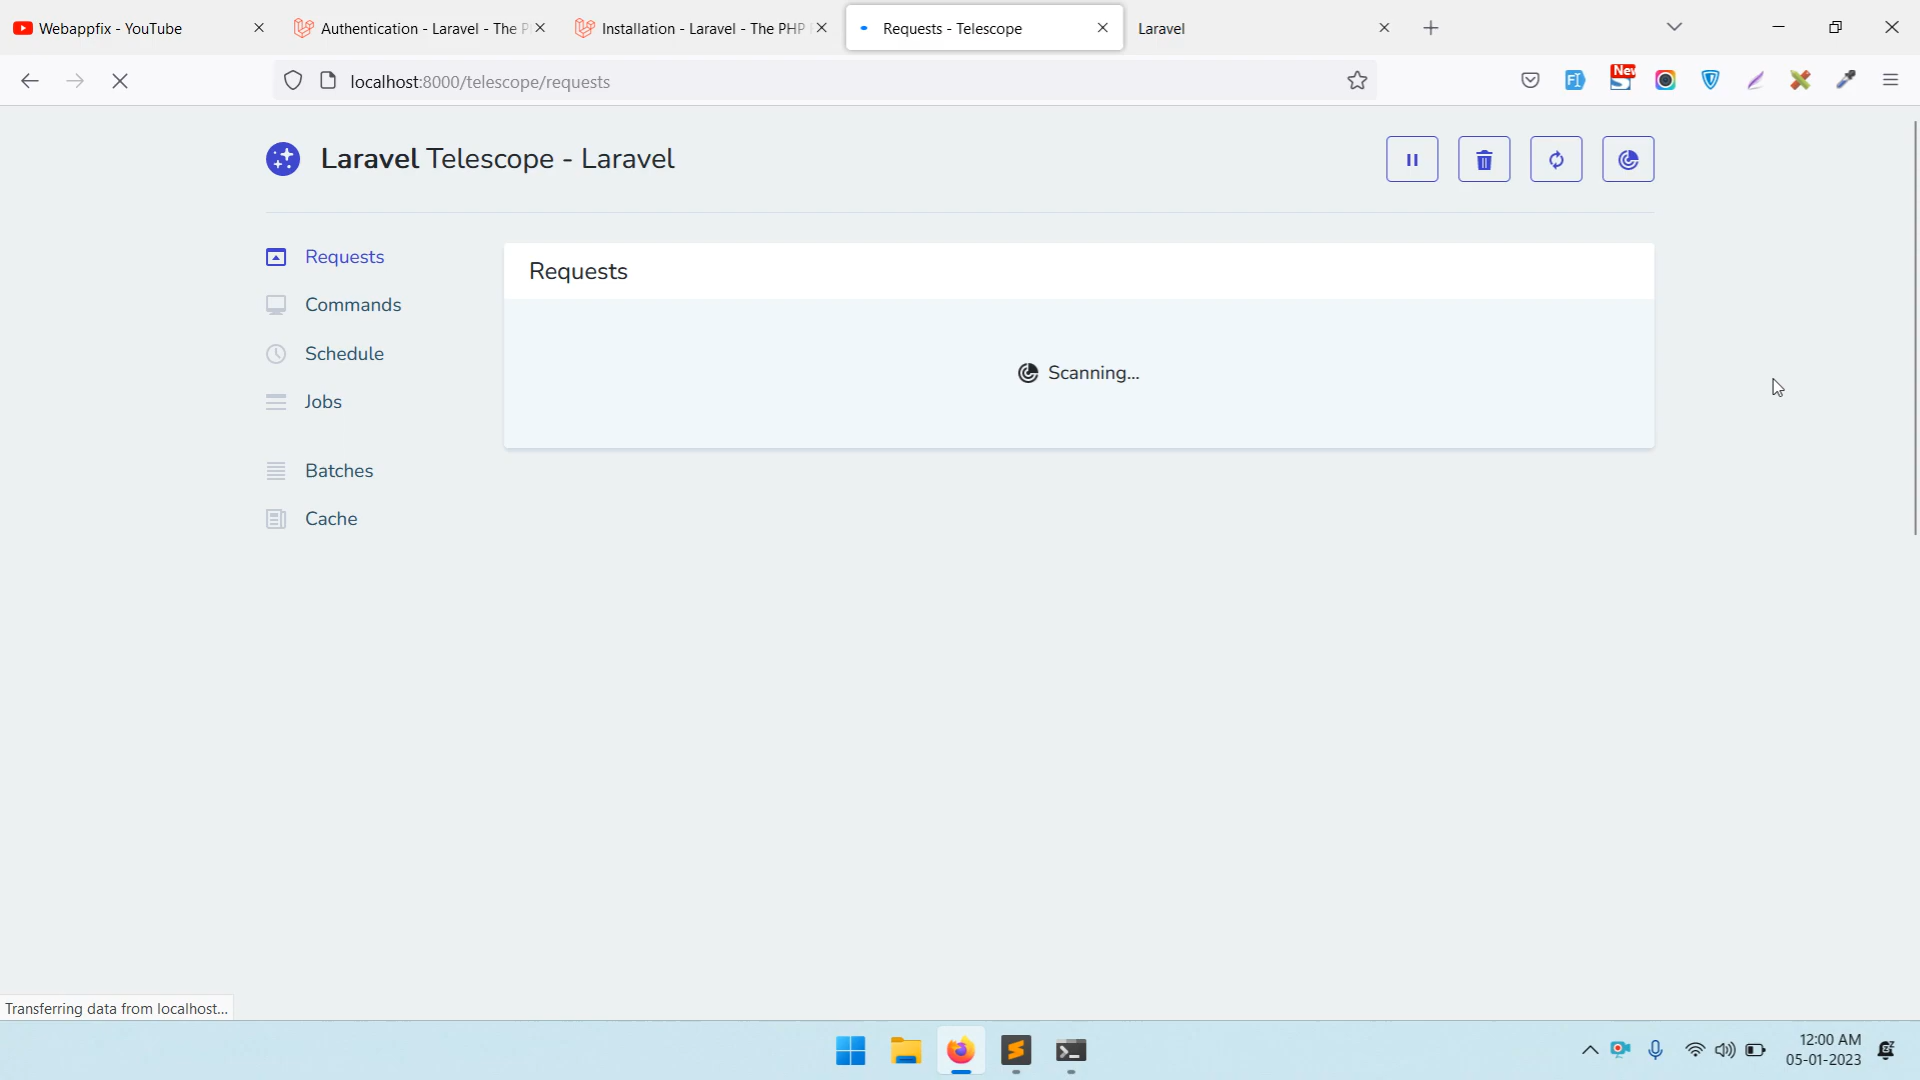 Webappfix - YouTube
Authentication - Laravel - The P
Installation - Laravel - The PHP
Requests - Telescope
Laravel
localhost:8000/telescope/requests
New
Laravel Telescope - Laravel
Requests
Commands
Schedule
Jobs
Batches
Cache
Requests
Scanning...
Transferring data from localhost...
12:00 AM
05-01-2023